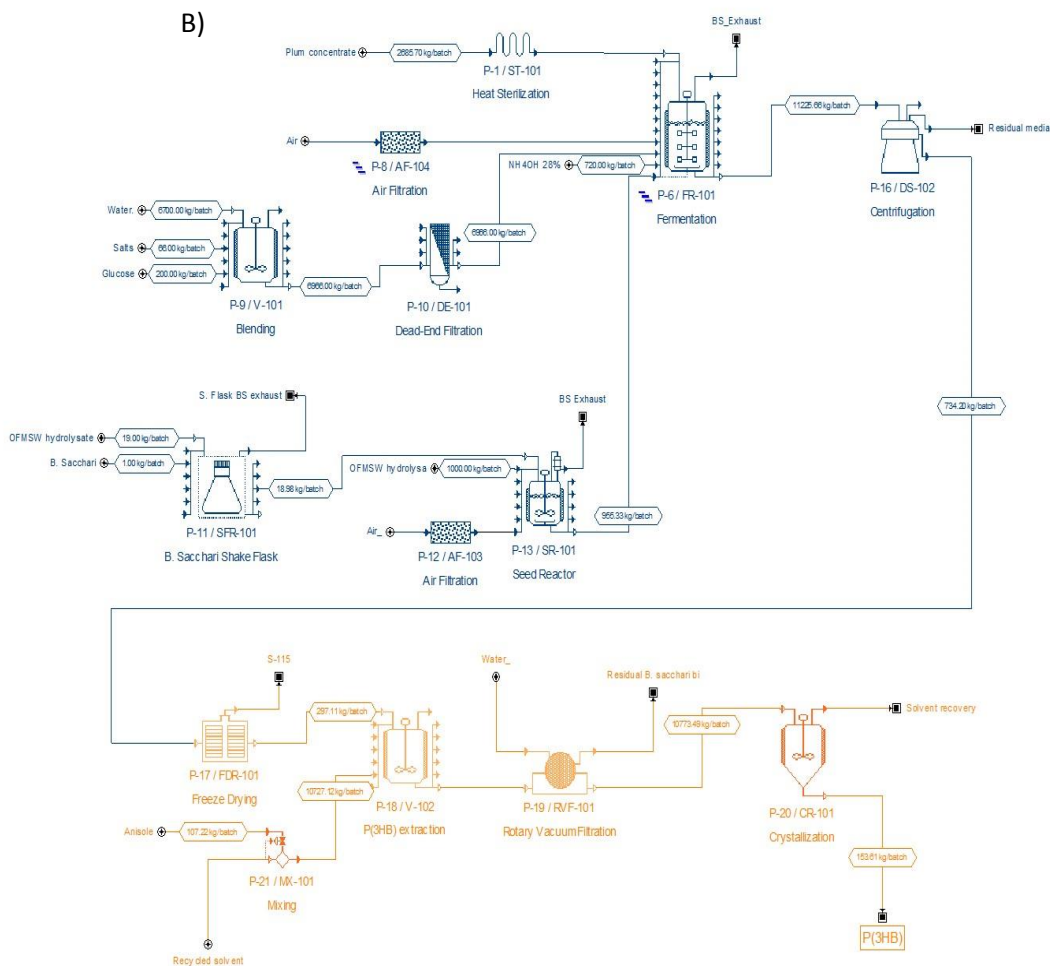 B)
BS_Exhaust
Plum concentrate
2685.70 kg/batch
P-1 / ST-101
Heat Sterilization
11225.66 kg/batch
Residual media
Air
P-8 / AF-104
Air Filtration
NH4OH 28%
720.00 kg/batch
P-6 / FR-101
Fermentation
P-16 / DS-102
Centrifugation
Water.
6700.00 kg/batch
Salts
66.00 kg/batch
Glucose
200.00 kg/batch
6966.00 kg/batch
6966.00 kg/batch
P-9 / V-101
Blending
P-10 / DE-101
Dead-End Filtration
S. Flask BS exhaust
BS Exhaust
734.20 kg/batch
OFMSW hydrolysate
19.00 kg/batch
B. Sacchari
1.00 kg/batch
18.98 kg/batch
OFMSW hydrolysa
1000.00 kg/batch
966.33 kg/batch
P-11 / SFR-101
B. Sacchari Shake Flask
Air_
P-12 / AF-103
Air Filtration
P-13 / SR-101
Seed Reactor
S-115
Water_
Residual B. sacchari bi
297.11 kg/batch
10773.49 kg/batch
Solvent recovery
P-17 / FDR-101
Freeze Drying
10727.12 kg/batch
P-18 / V-102
P(3HB) extraction
P-19 / RVF-101
Rotary Vacuum Filtration
P-20 / CR-101
Crystallization
Anisole
107.22 kg/batch
153.61 kg/batch
P-21 / MX-101
Mixing
P(3HB)
Recycled solvent